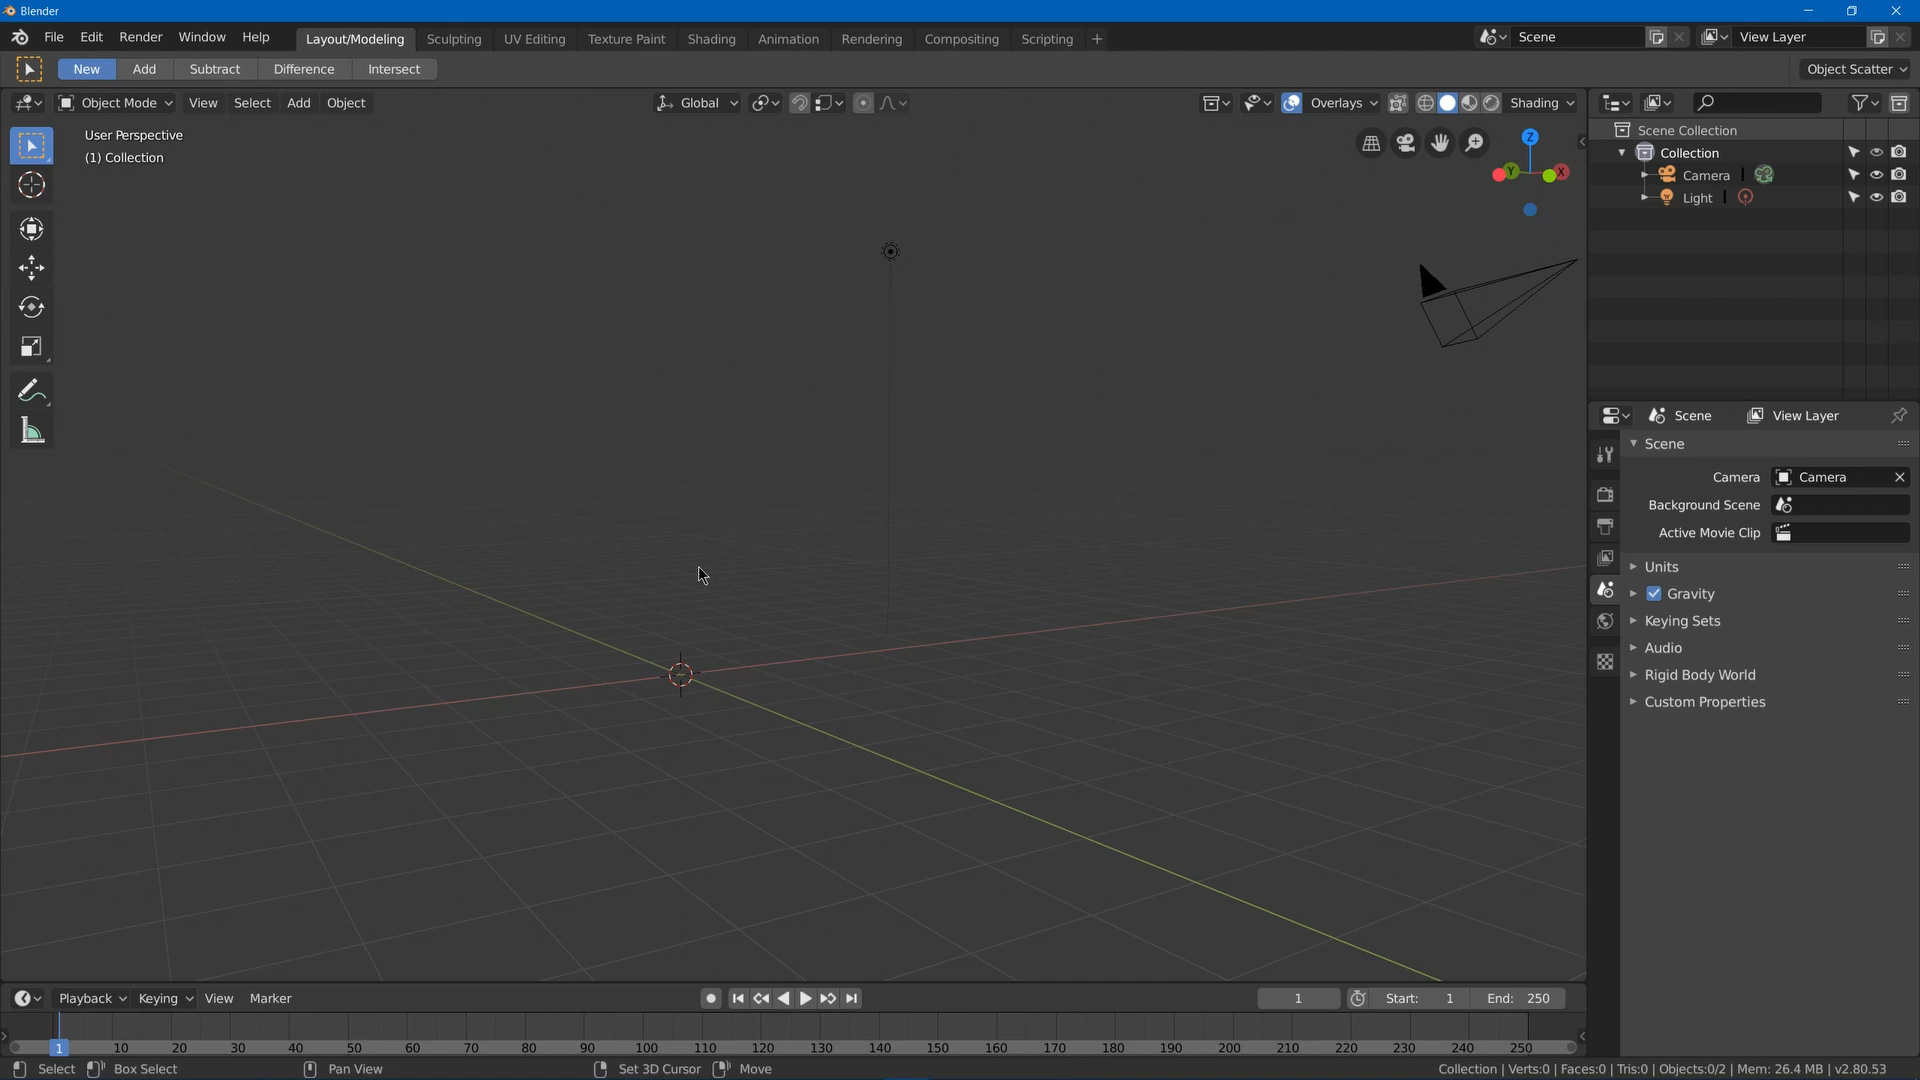 Blender
File Edit Render Window Help Layout/Modeling Sculpting UV Editing Texture Paint Shading Animation Rendering Compositing Scripting + Scene View Layer
New Add Subtract Difference Intersect Object Scatter
Object Mode View Select Add Object Global Overlays Shading
User Perspective
(1) Collection
Z
Y X
Scene Collection
Collection
Camera
Light
Scene View Layer
Scene
Camera Camera
Background Scene
Active Movie Clip
Units
Gravity
Keying Sets
Audio
Rigid Body World
Custom Properties
Playback Keying View Marker 1 Start: 1 End: 250
1 10 20 30 40 50 60 70 80 90 100 110 120 130 140 150 160 170 180 190 200 210 220 230 240 250
Select Box Select Pan View Set 3D Cursor Move Collection | Verts:0 | Faces:0 | Tris:0 | Objects:0/2 | Mem: 26.4 MB | v2.80.53